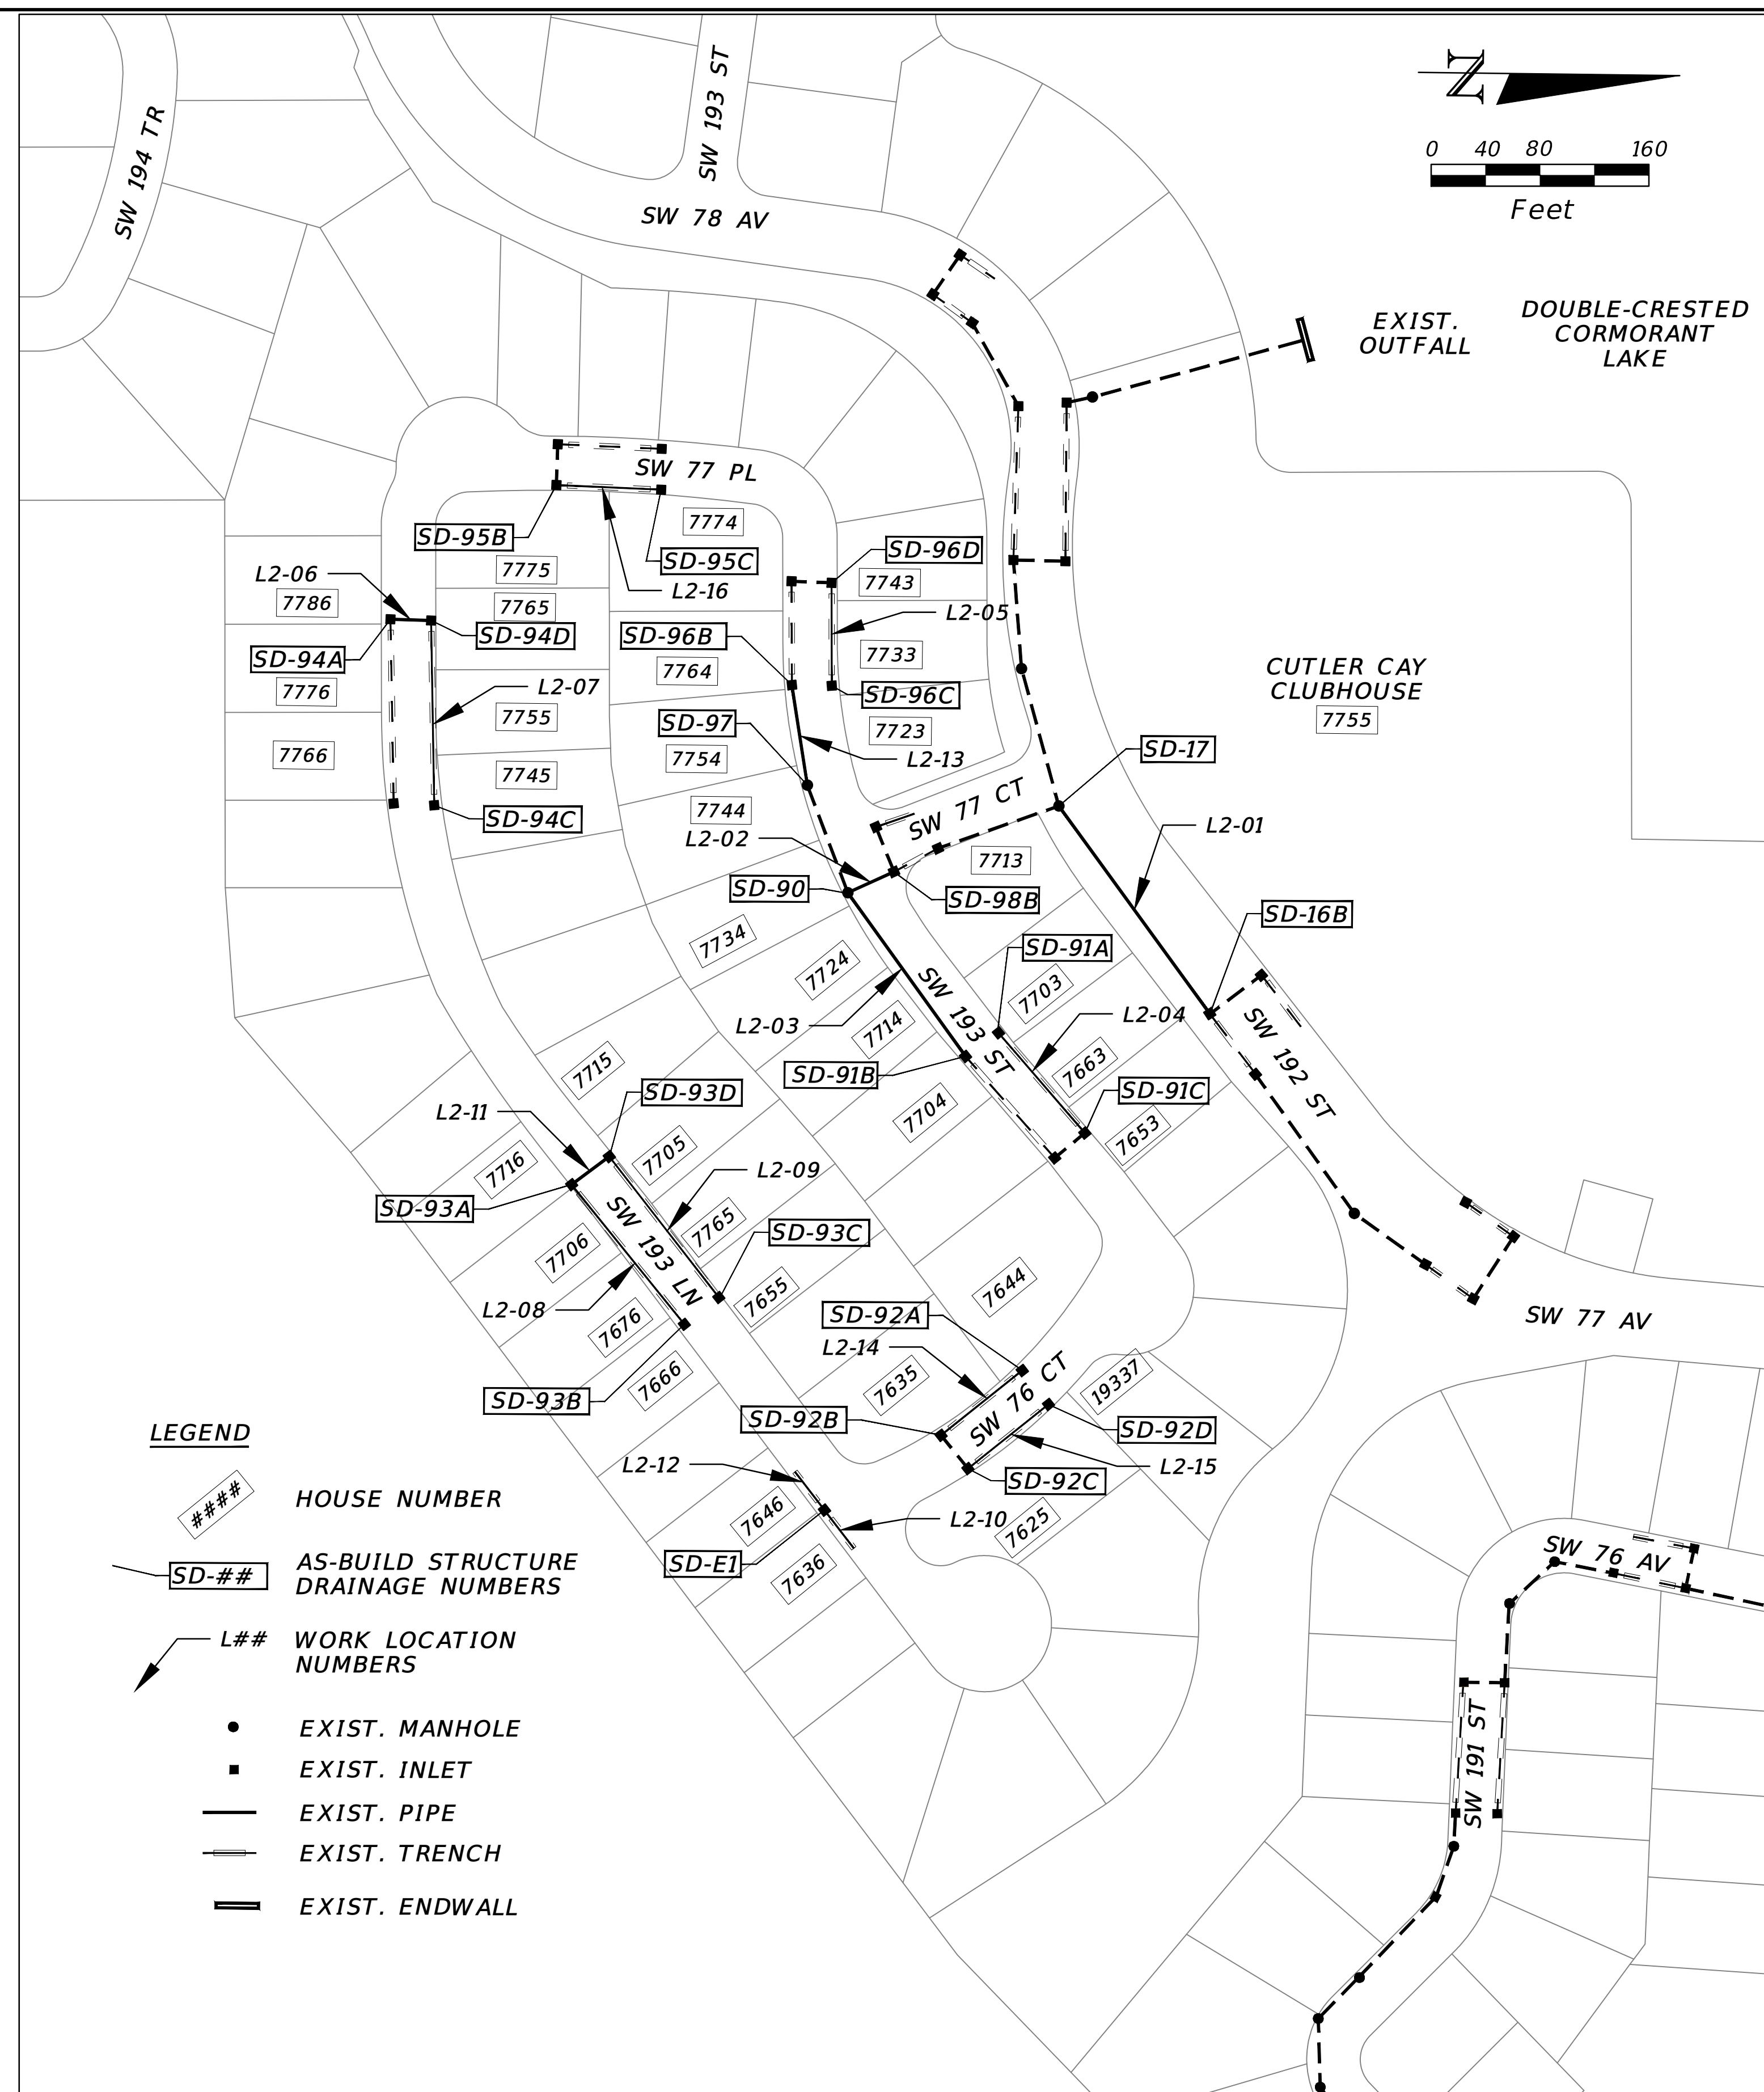 SW 194 TR
SW 193 ST
SW 78 AV
N
0 40 80 160
Feet
EXIST.
OUTFALL
DOUBLE-CRESTED
CORMORANT
LAKE
SW 77 PL
SD-95B
7774
SD-95C
SD-96D
L2-06
7775
L2-16
7743
7786
7765
L2-05
SD-94D
SD-96B
SD-94A
7733
7764
CUTLER CAY
CLUBHOUSE
7755
7776
L2-07
SD-96C
7755
SD-97
7723
SD-17
7766
7754
L2-13
7745
SW 77 CT
7744
SD-94C
L2-01
L2-02
7713
SD-90
SD-98B
SD-16B
7734
SD-91A
7724
7703
SW 193 ST
L2-03
7714
L2-04
SW 192 ST
7715
7663
SD-91B
SD-93D
SD-91C
L2-11
7704
7653
7716
7705
L2-09
SD-93A
SW 193 LN
7765
SD-93C
7706
7644
L2-08
7655
SD-92A
SW 77 AV
7676
L2-14
7666
7635
SW 76 CT
19337
SD-93B
SD-92B
SD-92D
L2-12
L2-15
SD-92C
7646
L2-10
7625
SD-E1
7636
SW 76 AV
SW 191 ST
LEGEND
####
HOUSE NUMBER
SD-##
AS-BUILD STRUCTURE
DRAINAGE NUMBERS
L##
WORK LOCATION
NUMBERS
EXIST. MANHOLE
EXIST. INLET
EXIST. PIPE
EXIST. TRENCH
EXIST. ENDWALL